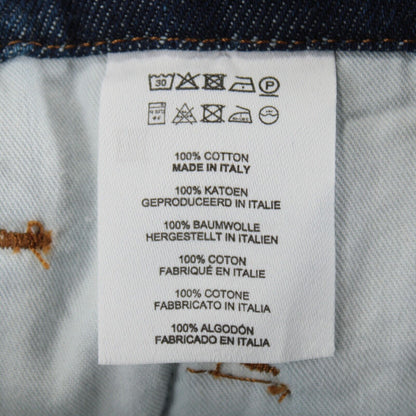 30 P
100% COTTON
MADE IN ITALY
100% KATOEN
GEPRODUCEERD IN ITALIE
100% BAUMWOLLE
HERGESTELLT IN ITALIEN
100% COTON
FABRIQUÉ EN ITALIE
100% COTONE
FABBRICATO IN ITALIA
100% ALGODÓN
FABRICADO EN ITALIA